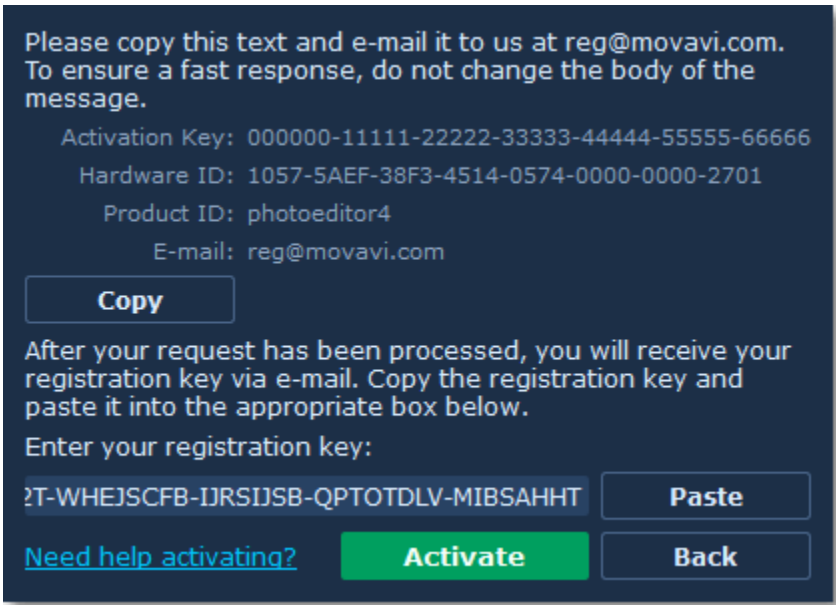 Please copy this text and e-mail it to us at reg@movavi.com.
To ensure a fast response, do not change the body of the
message.
Activation Key: 000000-11111-22222-33333-44444-55555-66666
Hardware ID: 1057-5AEF-38F3-4514-0574-0000-0000-2701
Product ID: photoeditor4
E-mail: reg@movavi.com
Copy
After your request has been processed, you will receive your
registration key via e-mail. Copy the registration key and
paste it into the appropriate box below.
Enter your registration key:
2T-WHEJSCFB-IJRSIJSB-QPTOTDLV-MIBSAHHT Paste
Need help activating? Activate Back